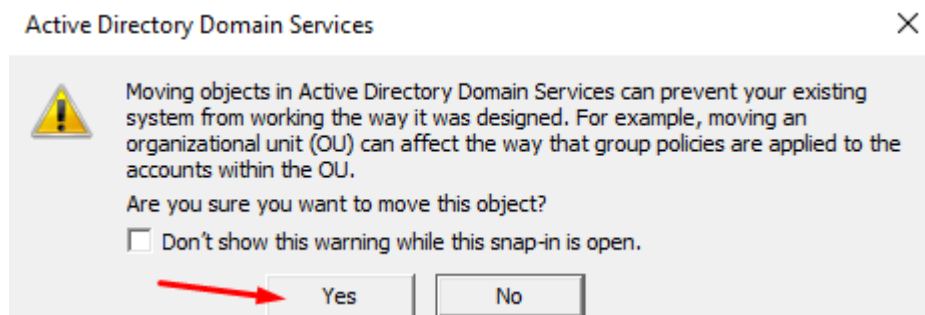 Active Directory Domain Services
Moving objects in Active Directory Domain Services can prevent your existing
system from working the way it was designed. For example, moving an
organizational unit (OU) can affect the way that group policies are applied to the
accounts within the OU.
Are you sure you want to move this object?
Don't show this warning while this snap-in is open.
Yes No